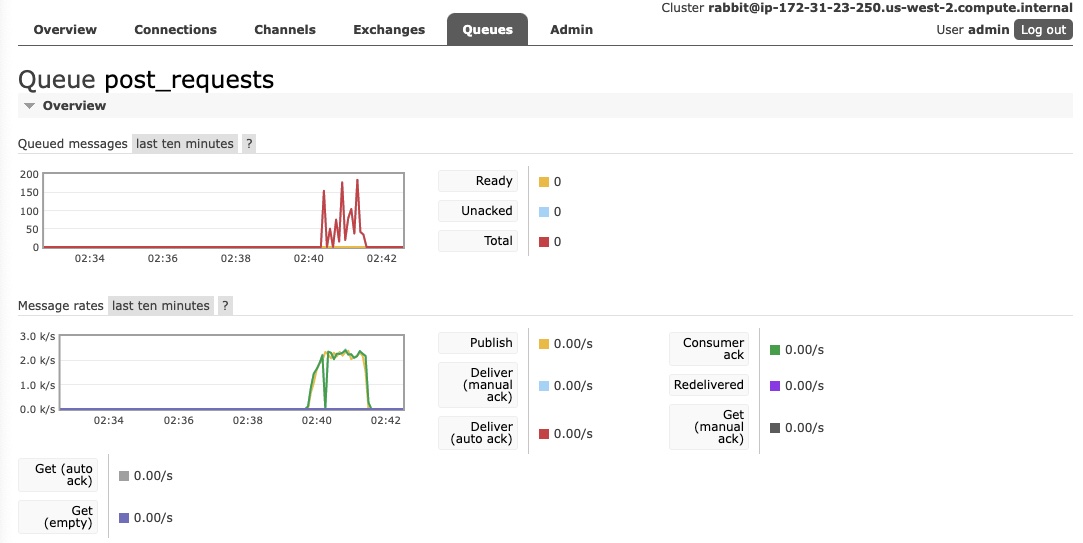 Cluster rabbit@ip-172-31-23-250.us-west-2.compute.internal
Overview Connections Channels Exchanges Queues Admin
User admin Log out
Queue post_requests
Overview
Queued messages last ten minutes ?
200
150
100
50
0
02:34 02:36 02:38 02:40 02:42
Ready 0
Unacked 0
Total 0
Message rates last ten minutes ?
3.0 k/s
2.0 k/s
1.0 k/s
0.0 k/s
02:34 02:36 02:38 02:40 02:42
Publish 0.00/s
Deliver
(manual
ack) 0.00/s
Deliver
(auto ack) 0.00/s
Consumer
ack 0.00/s
Redelivered 0.00/s
Get
(manual
ack) 0.00/s
Get (auto
ack) 0.00/s
Get
(empty) 0.00/s